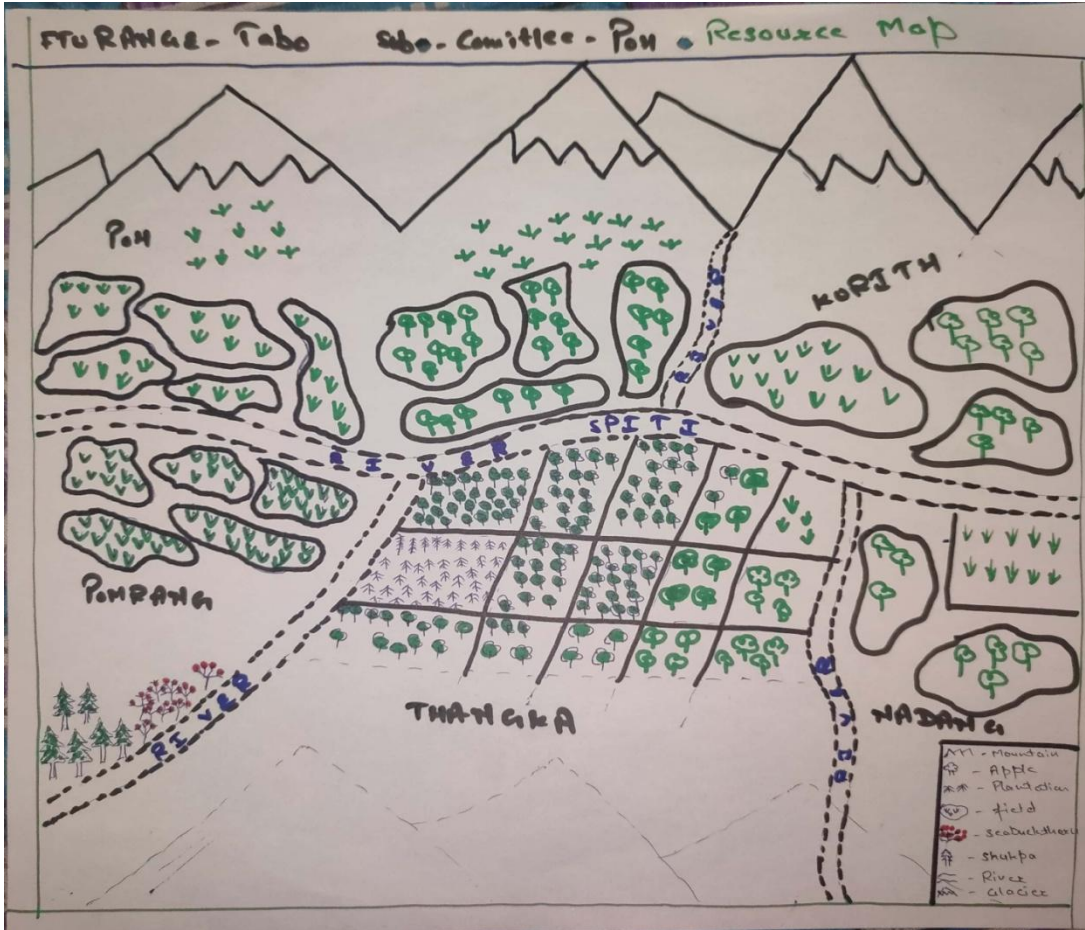 FTU RANGE - Tabo Sub-Comitlee - POH . Resource Map
POH
KORITH
RIVER
RIVER SPITI
POMRANG
RIVER
THANGKA
RIVER
NADANG
- Mountain
- Apple
- Plantation
- field
- seabuckthorn
- shukpa
- River
- Glacier